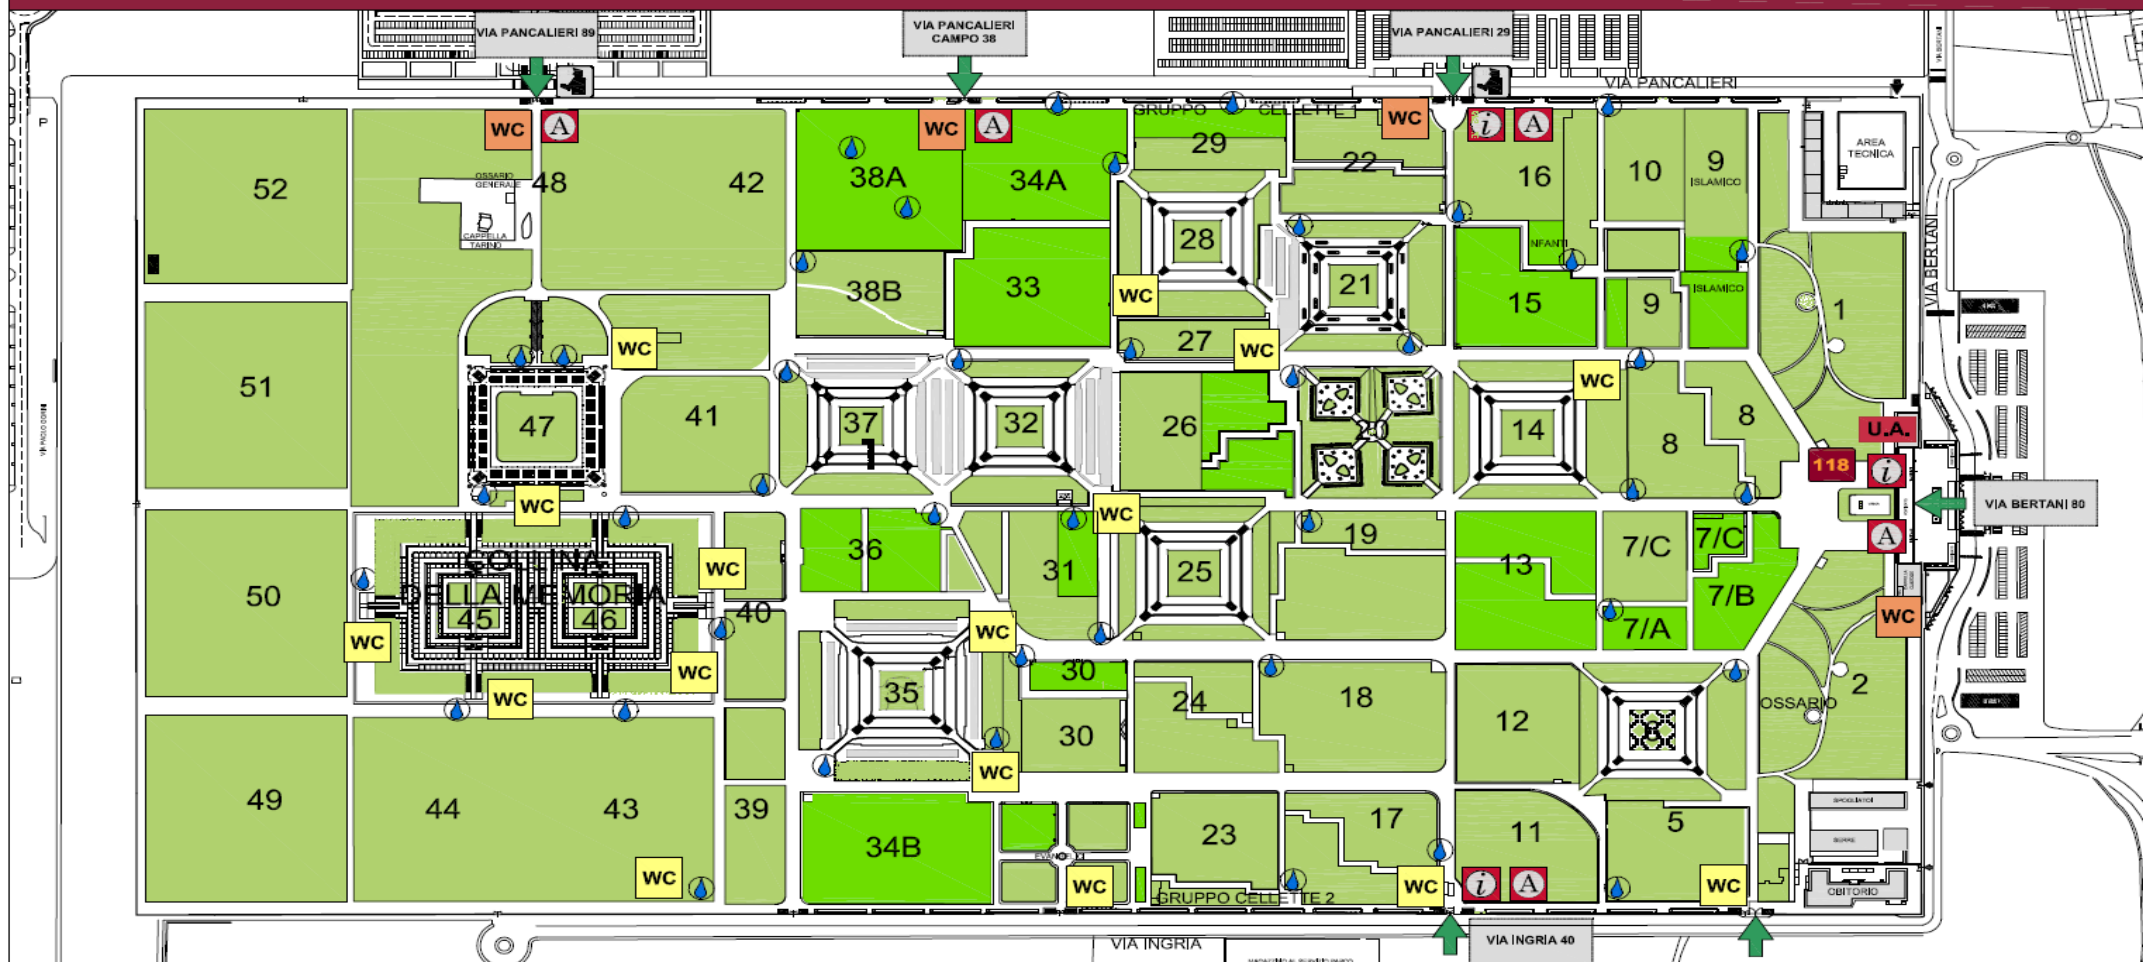 VIA PANCALIERI 89
VIA PANCALIERI
CAMPO 38
VIA PANCALIERI 29
VIA BERTANI
VIA PANCALIERI
P
WC
A
WC
A
GRUPPO CELLETTE 1
WC
i
A
52
OSSARIO
GENERALE
48
CAPPELLA
TARINO
42
38A
34A
29
22
16
10
9
ISLAMICO
AREA
TECNICA
VIA BERTANI
28
21
INFANTI
15
9
ISLAMICO
1
38B
33
WC
27
WC
51
WC
47
41
37
32
26
14
WC
8
8
U.A.
118
i
VIA BERTANI 80
A
WC
WC
50
COLLINA
DELLA MEMORIA
45
46
WC
40
WC
WC
WC
36
31
25
19
13
7/C
7/C
7/B
7/A
WC
WC
35
30
30
24
18
12
OSSARIO
2
WC
49
44
43
39
34B
EVANGELICI
23
17
11
5
SPOGLIATOI
SERRE
OBITORIO
WC
WC
WC
i
A
WC
GRUPPO CELLETTE 2
VIA INGRIA
VIA INGRIA 40